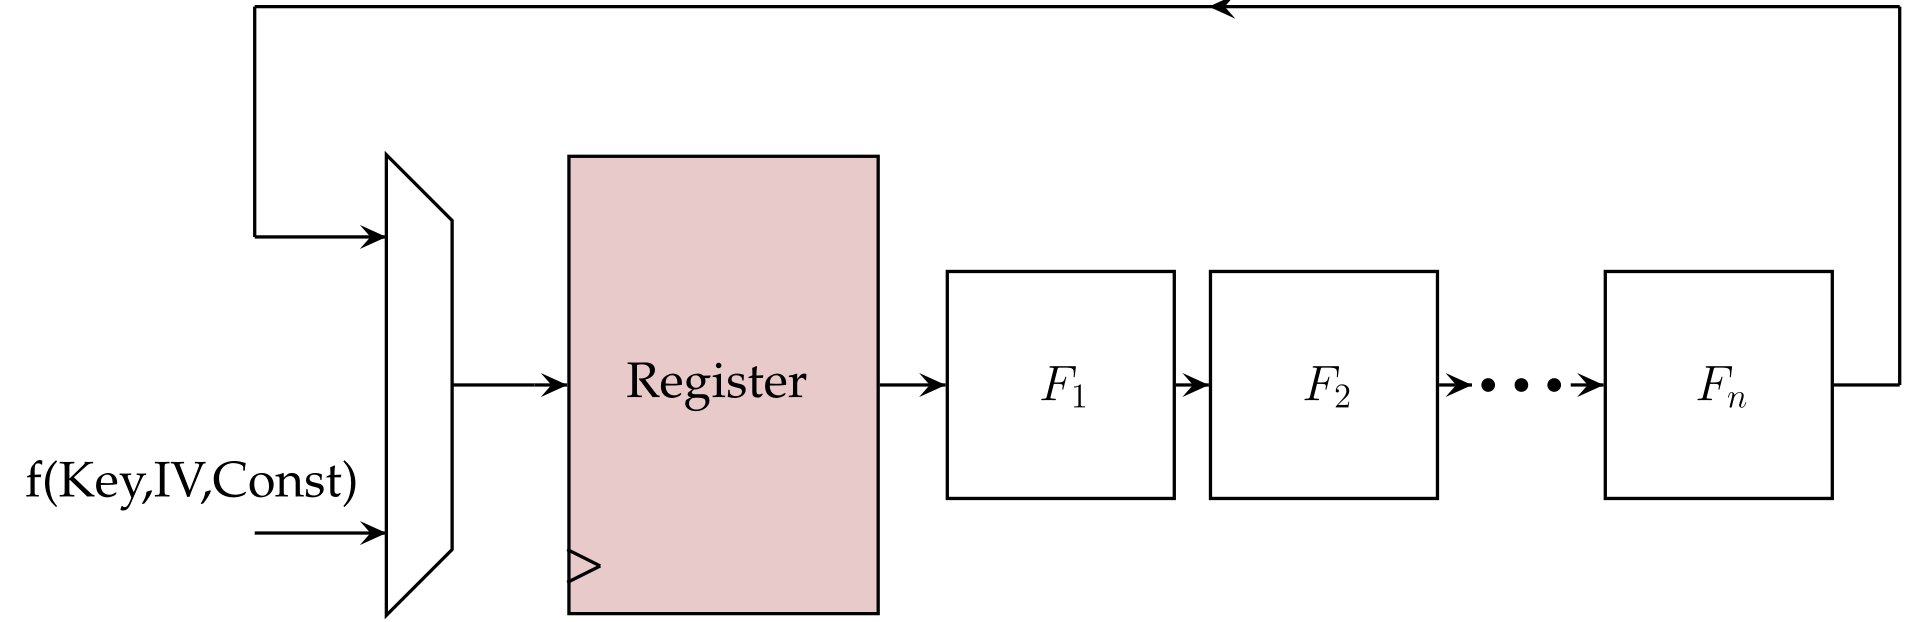 f(Key,IV,Const)
Register
F₁
F₂
Fₙ